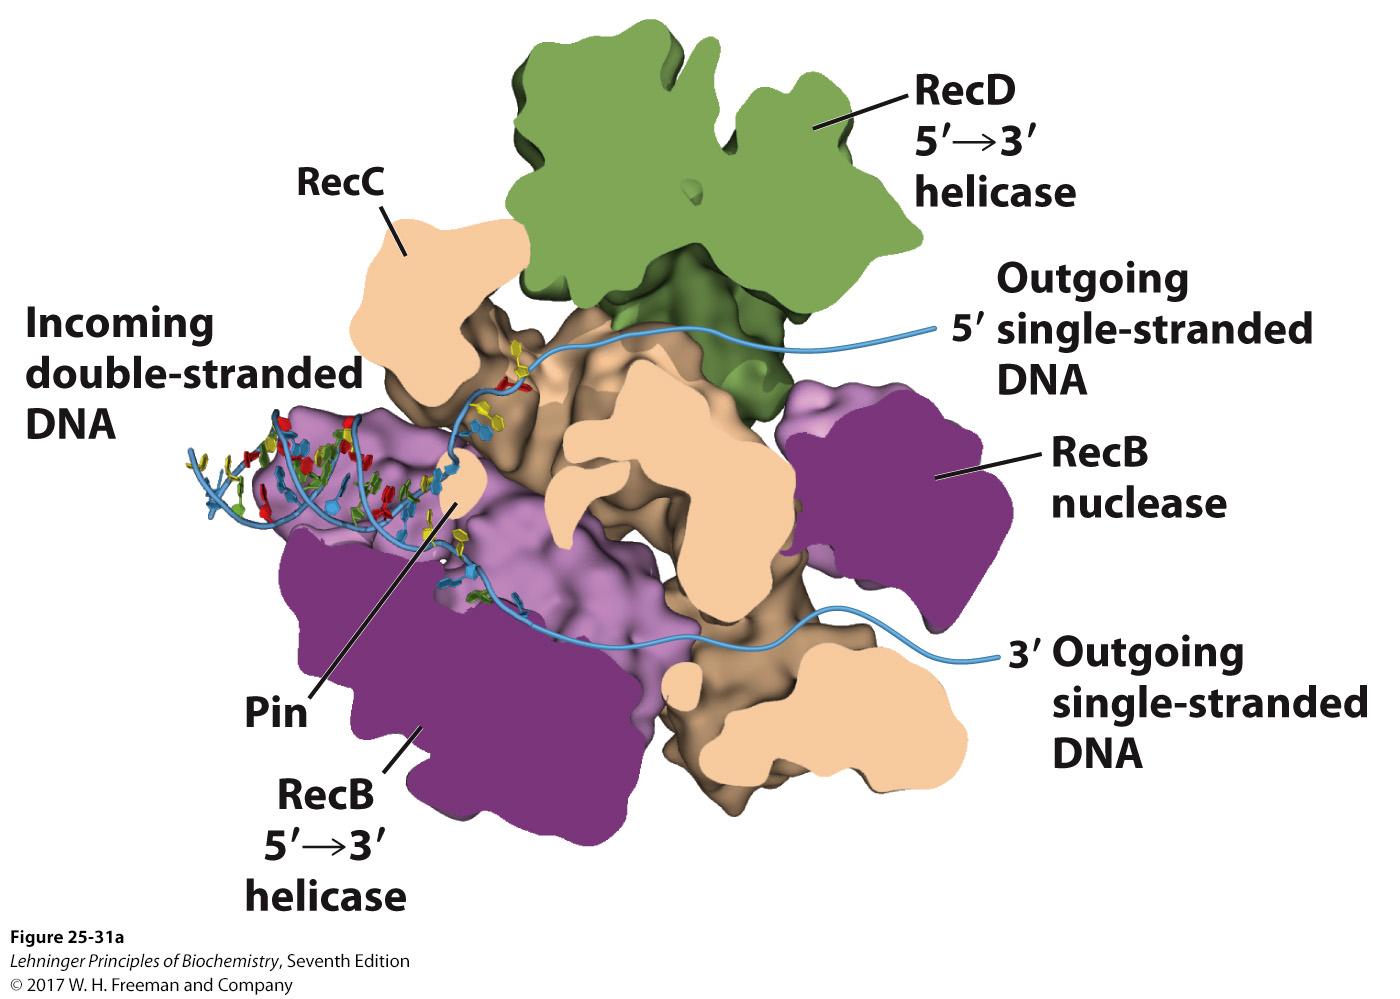 RecD
5′→3′
helicase
RecC
Outgoing
5′ single-stranded
DNA
Incoming
double-stranded
DNA
RecB
nuclease
3′ Outgoing
single-stranded
DNA
Pin
RecB
5′→3′
helicase
Figure 25-31a
Lehninger Principles of Biochemistry, Seventh Edition
© 2017 W. H. Freeman and Company